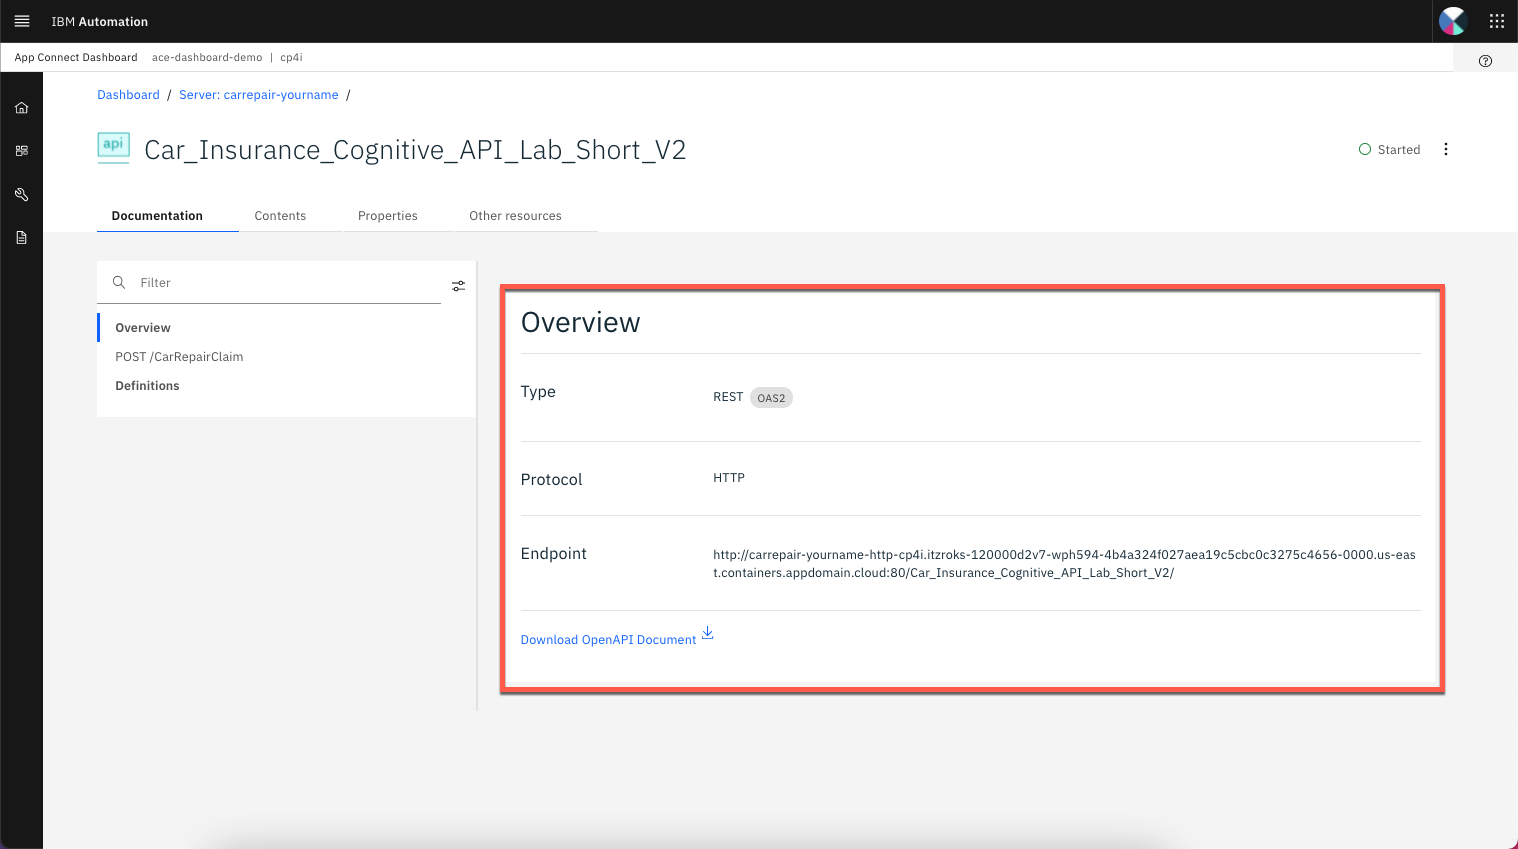 IBM Automation
App Connect Dashboard ace-dashboard-demo | cp4i
Dashboard / Server: carrepair-yourname /
api
Car_Insurance_Cognitive_API_Lab_Short_V2
Started
Documentation Contents Properties Other resources
Filter
Overview
POST /CarRepairClaim
Definitions
Overview
Type REST OAS2
Protocol HTTP
Endpoint http://carrepair-yourname-http-cp4i.itzroks-120000d2v7-wph594-4b4a324f027aea19c5cbc0c3275c4656-0000.us-eas
t.containers.appdomain.cloud:80/Car_Insurance_Cognitive_API_Lab_Short_V2/
Download OpenAPI Document